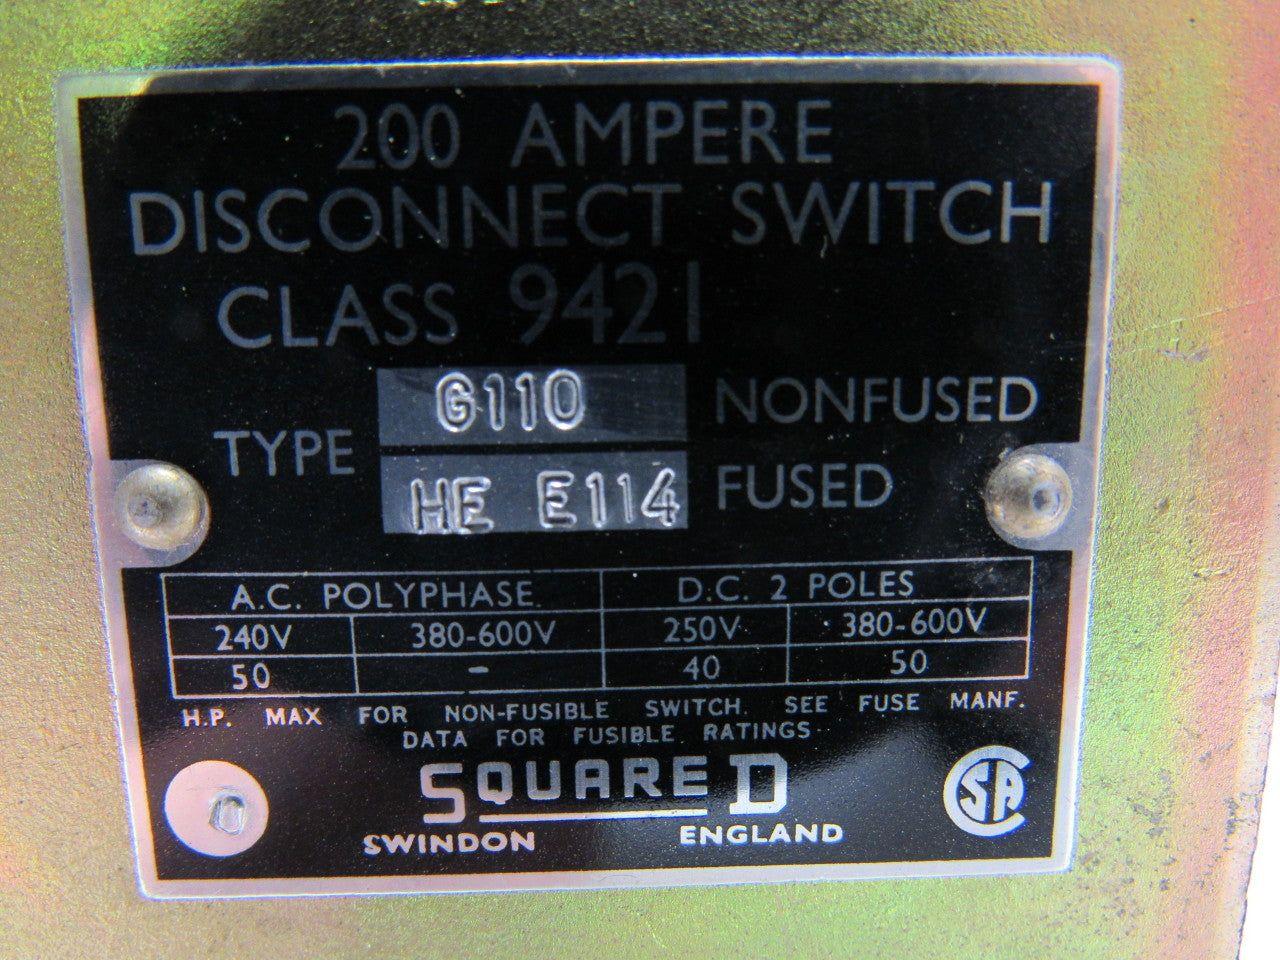 200 AMPERE
DISCONNECT SWITCH
CLASS 9421
TYPE
G110 NONFUSED
HE E114 FUSED
A.C. POLYPHASE D.C. 2 POLES
240V 380-600V 250V 380-600V
50 - 40 50
H.P. MAX FOR NON-FUSIBLE SWITCH. SEE FUSE MANF.
DATA FOR FUSIBLE RATINGS
SQUARE D
SWINDON ENGLAND
CSA
0